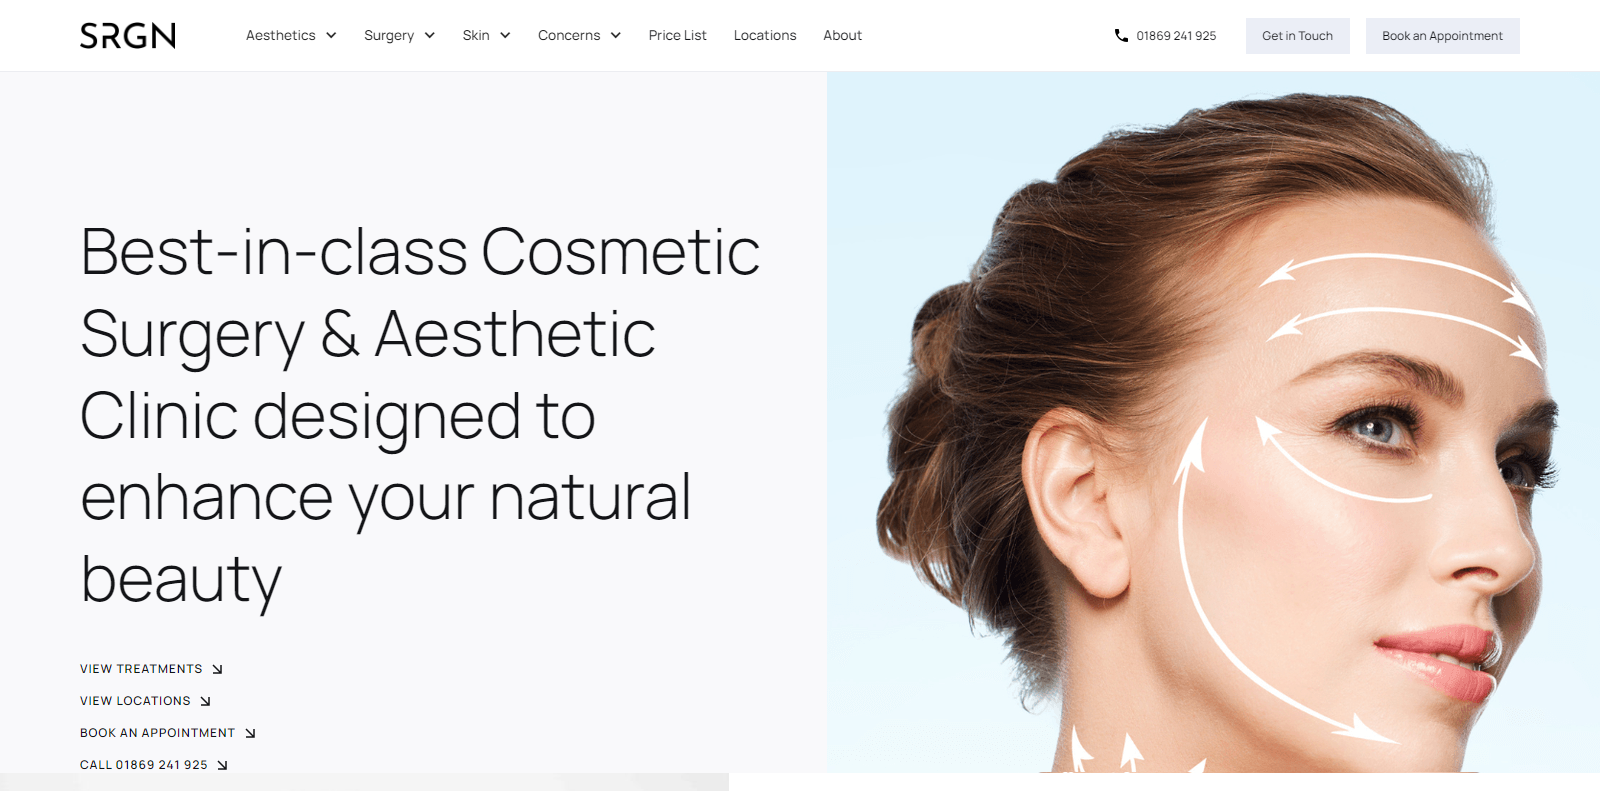 SRGN
Aesthetics
Surgery
Skin
Concerns
Price List
Locations
About
01869 241 925
Get in Touch
Book an Appointment
Best-in-class Cosmetic
Surgery & Aesthetic
Clinic designed to
enhance your natural
beauty
VIEW TREATMENTS
VIEW LOCATIONS
BOOK AN APPOINTMENT
CALL 01869 241 925